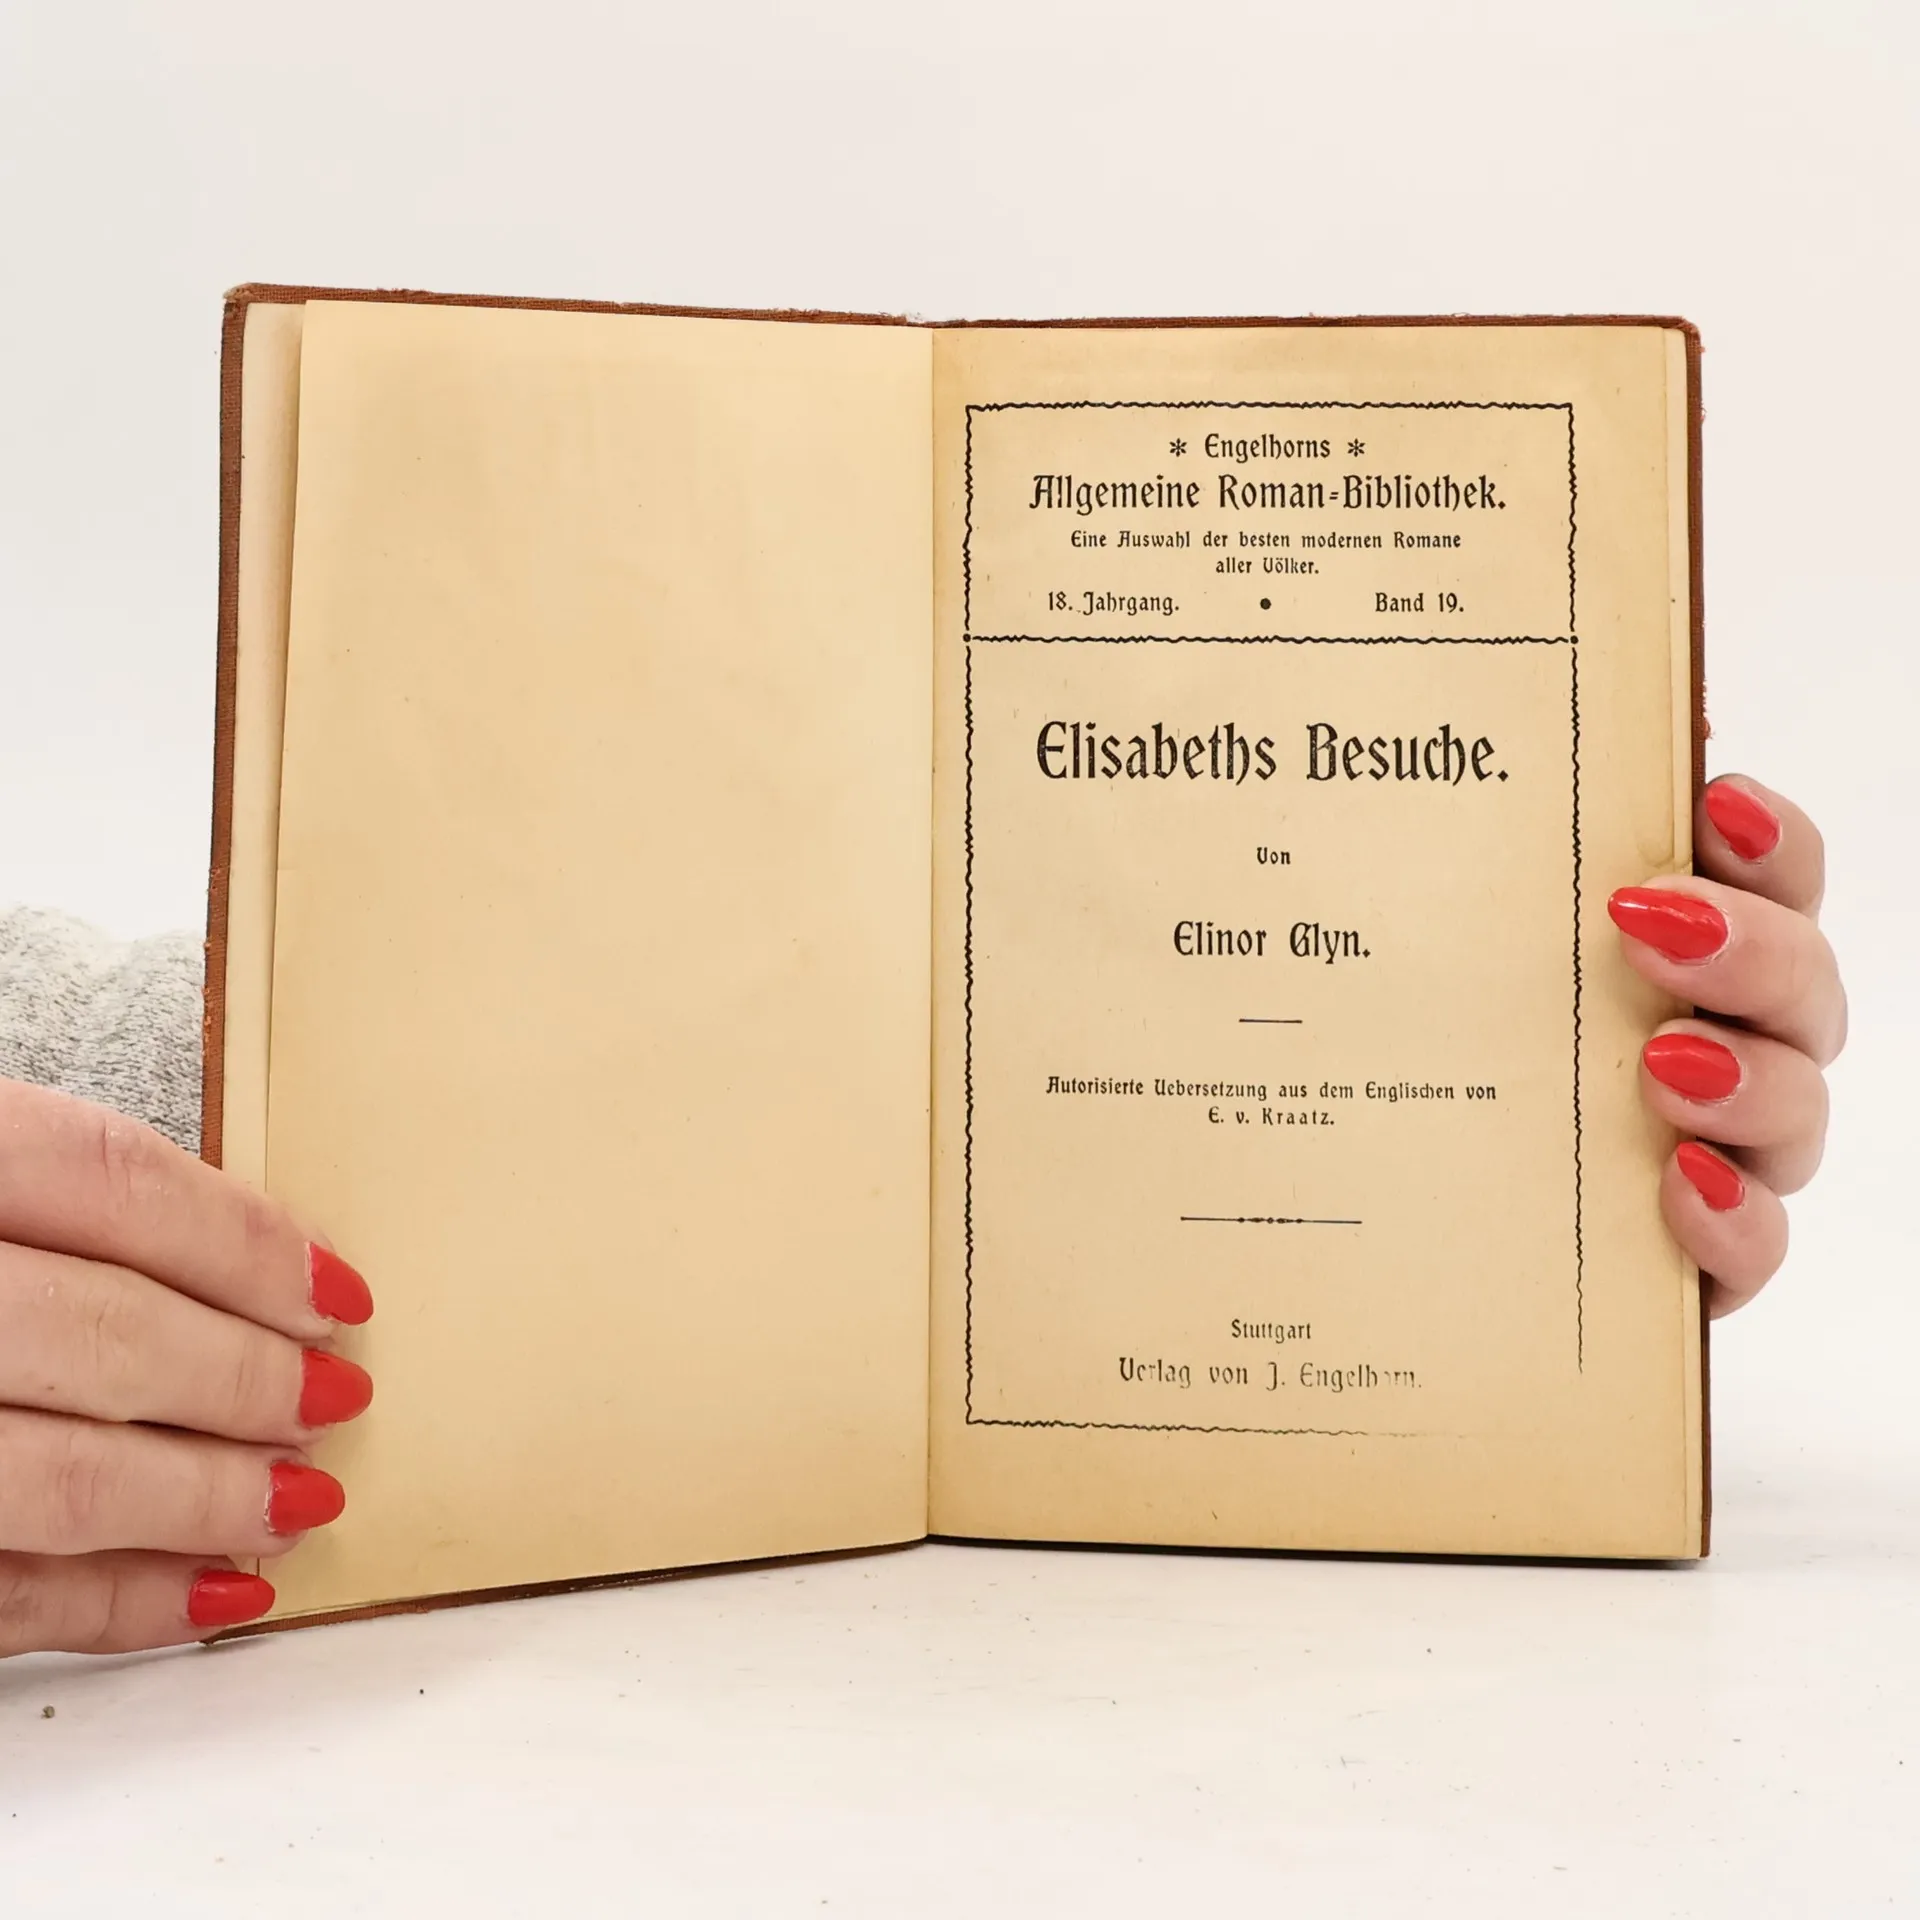 * Engelhorns *
Allgemeine Roman=Bibliothek.
Eine Auswahl der besten modernen Romane
aller Völker.
18. Jahrgang. • Band 19.
Elisabeths Besuche.
Von
Elinor Glyn.
Autorisierte Uebersetzung aus dem Englischen von
E. v. Kraatz.
Stuttgart
Verlag von J. Engelhorn.